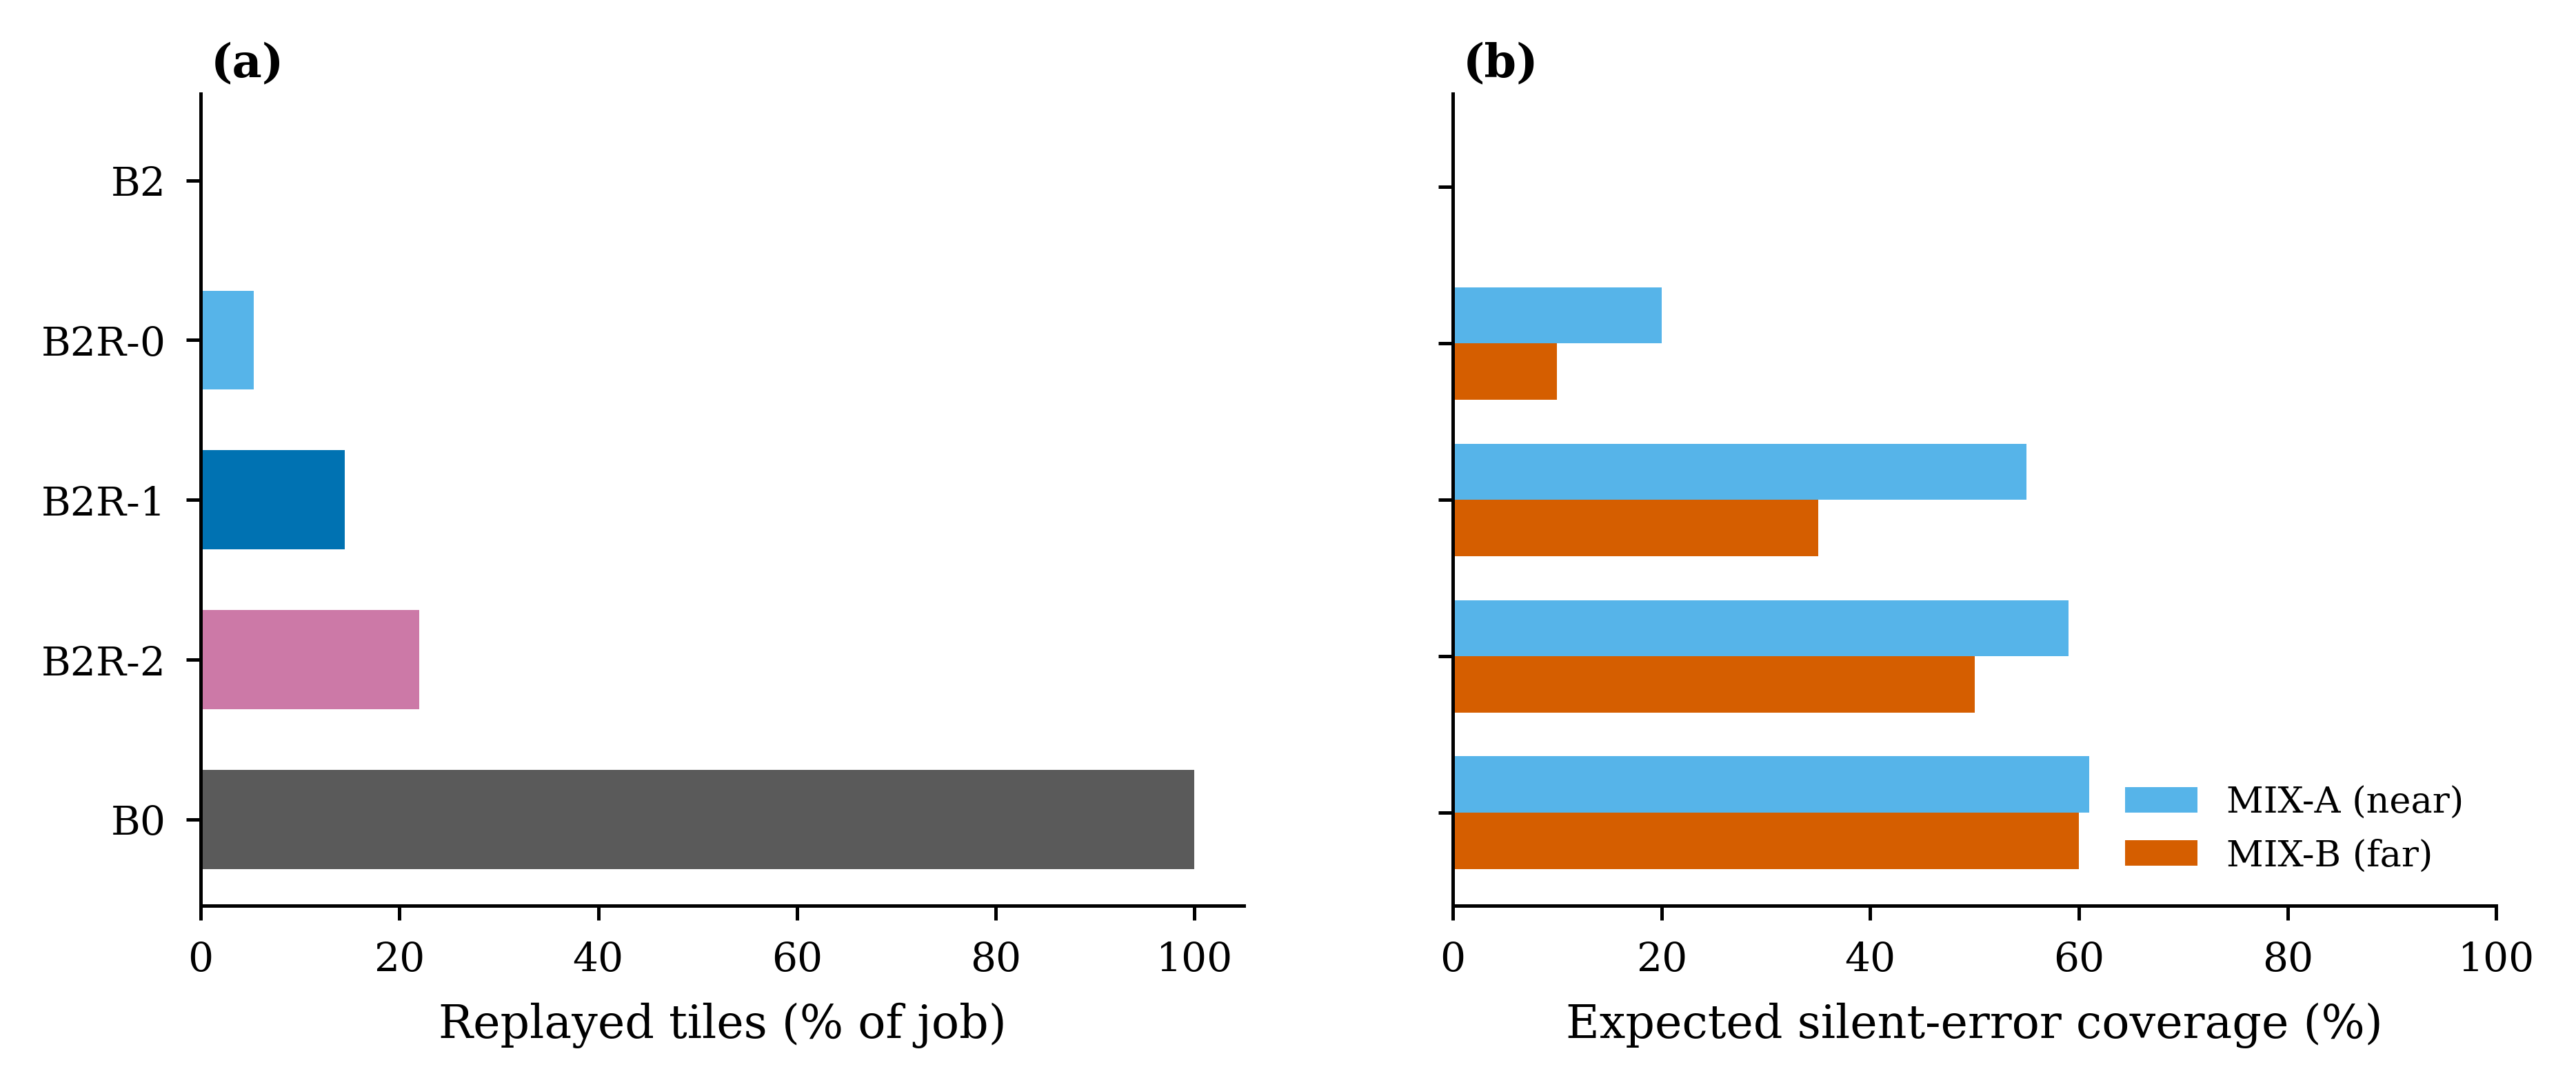 (a)
B2
B2R-0
B2R-1
B2R-2
B0
0 20 40 60 80 100
Replayed tiles (% of job)
(b)
MIX-A (near)
MIX-B (far)
0 20 40 60 80 100
Expected silent-error coverage (%)